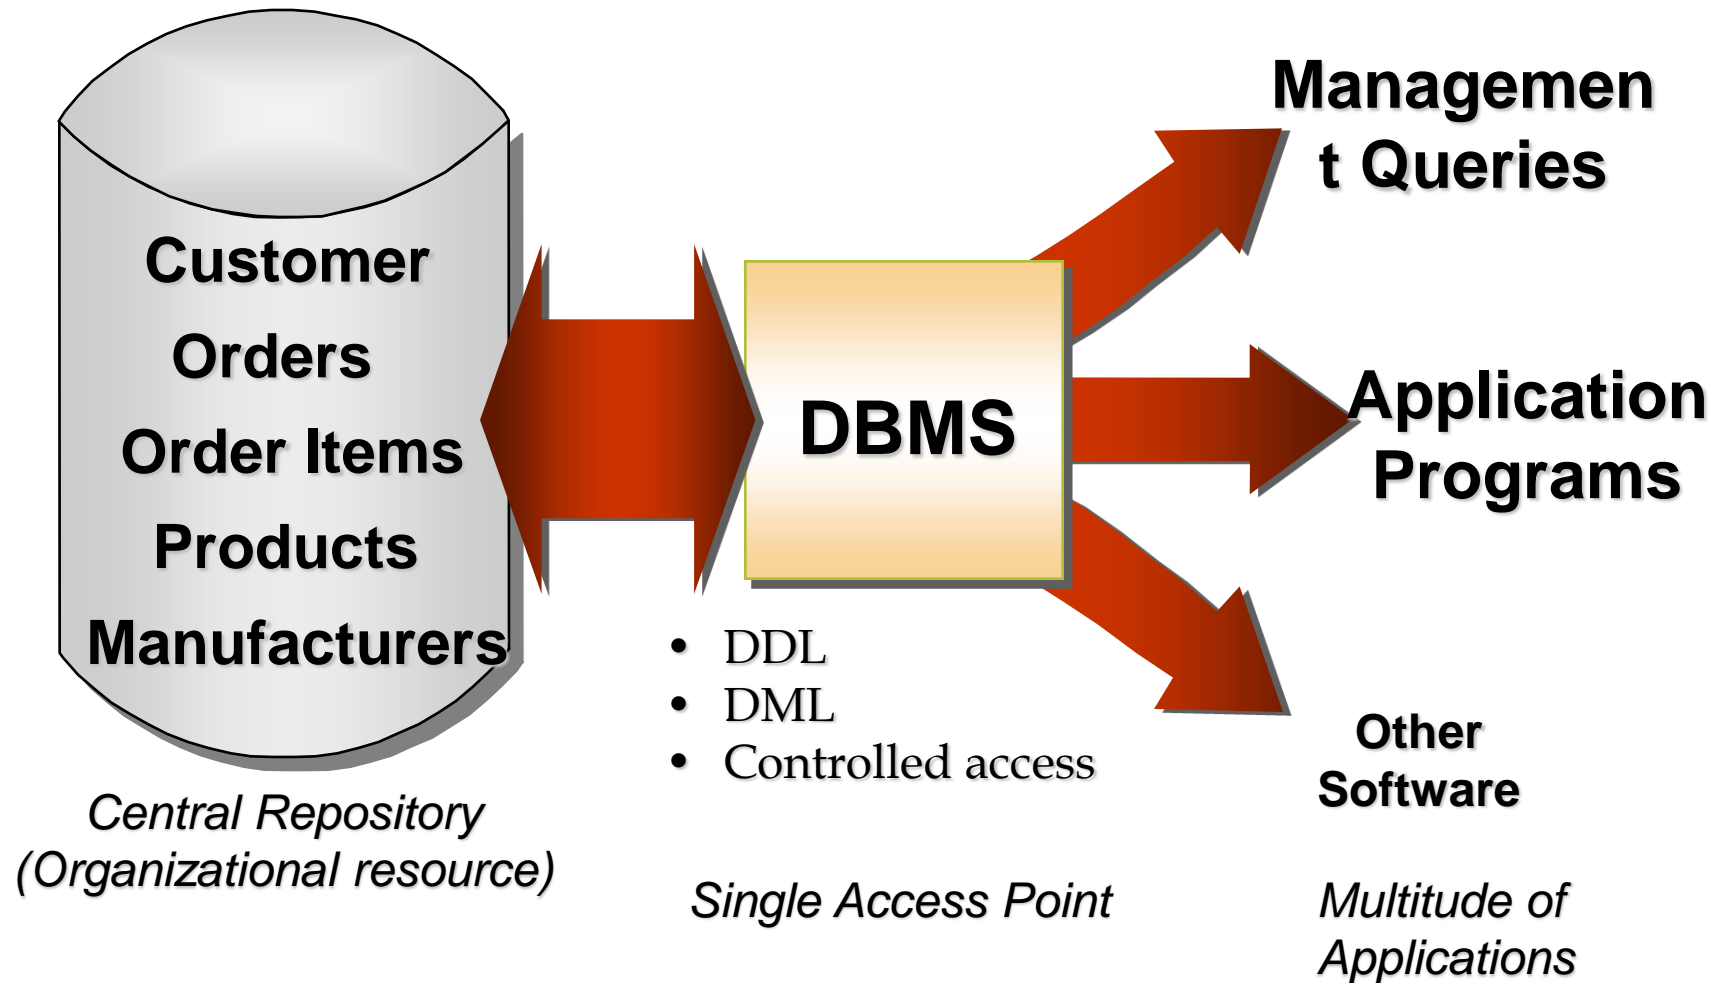 Customer
Orders
Order Items
Products
Manufacturers
Central Repository
(Organizational resource)
DBMS
• DDL
• DML
• Controlled access
Single Access Point
Managemen
t Queries
Application
Programs
Other
Software
Multitude of
Applications